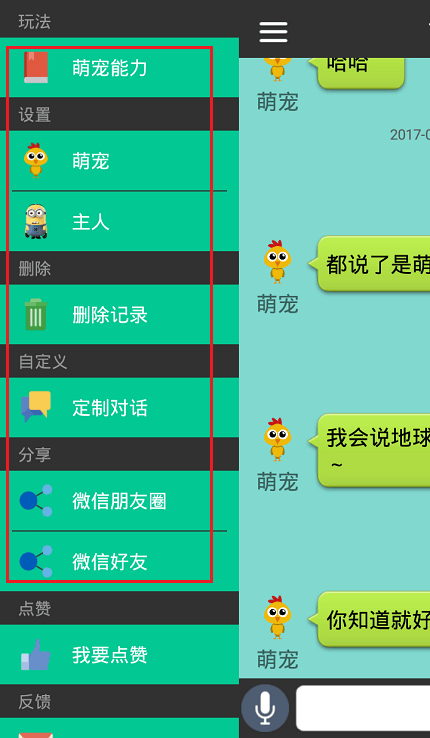 玩法
萌宠能力
设置
萌宠
主人
删除
删除记录
自定义
定制对话
分享
微信朋友圈
微信好友
点赞
我要点赞
反馈
哈哈
萌宠
2017-0
都说了是萌
萌宠
我会说地球
~
萌宠
你知道就好
萌宠